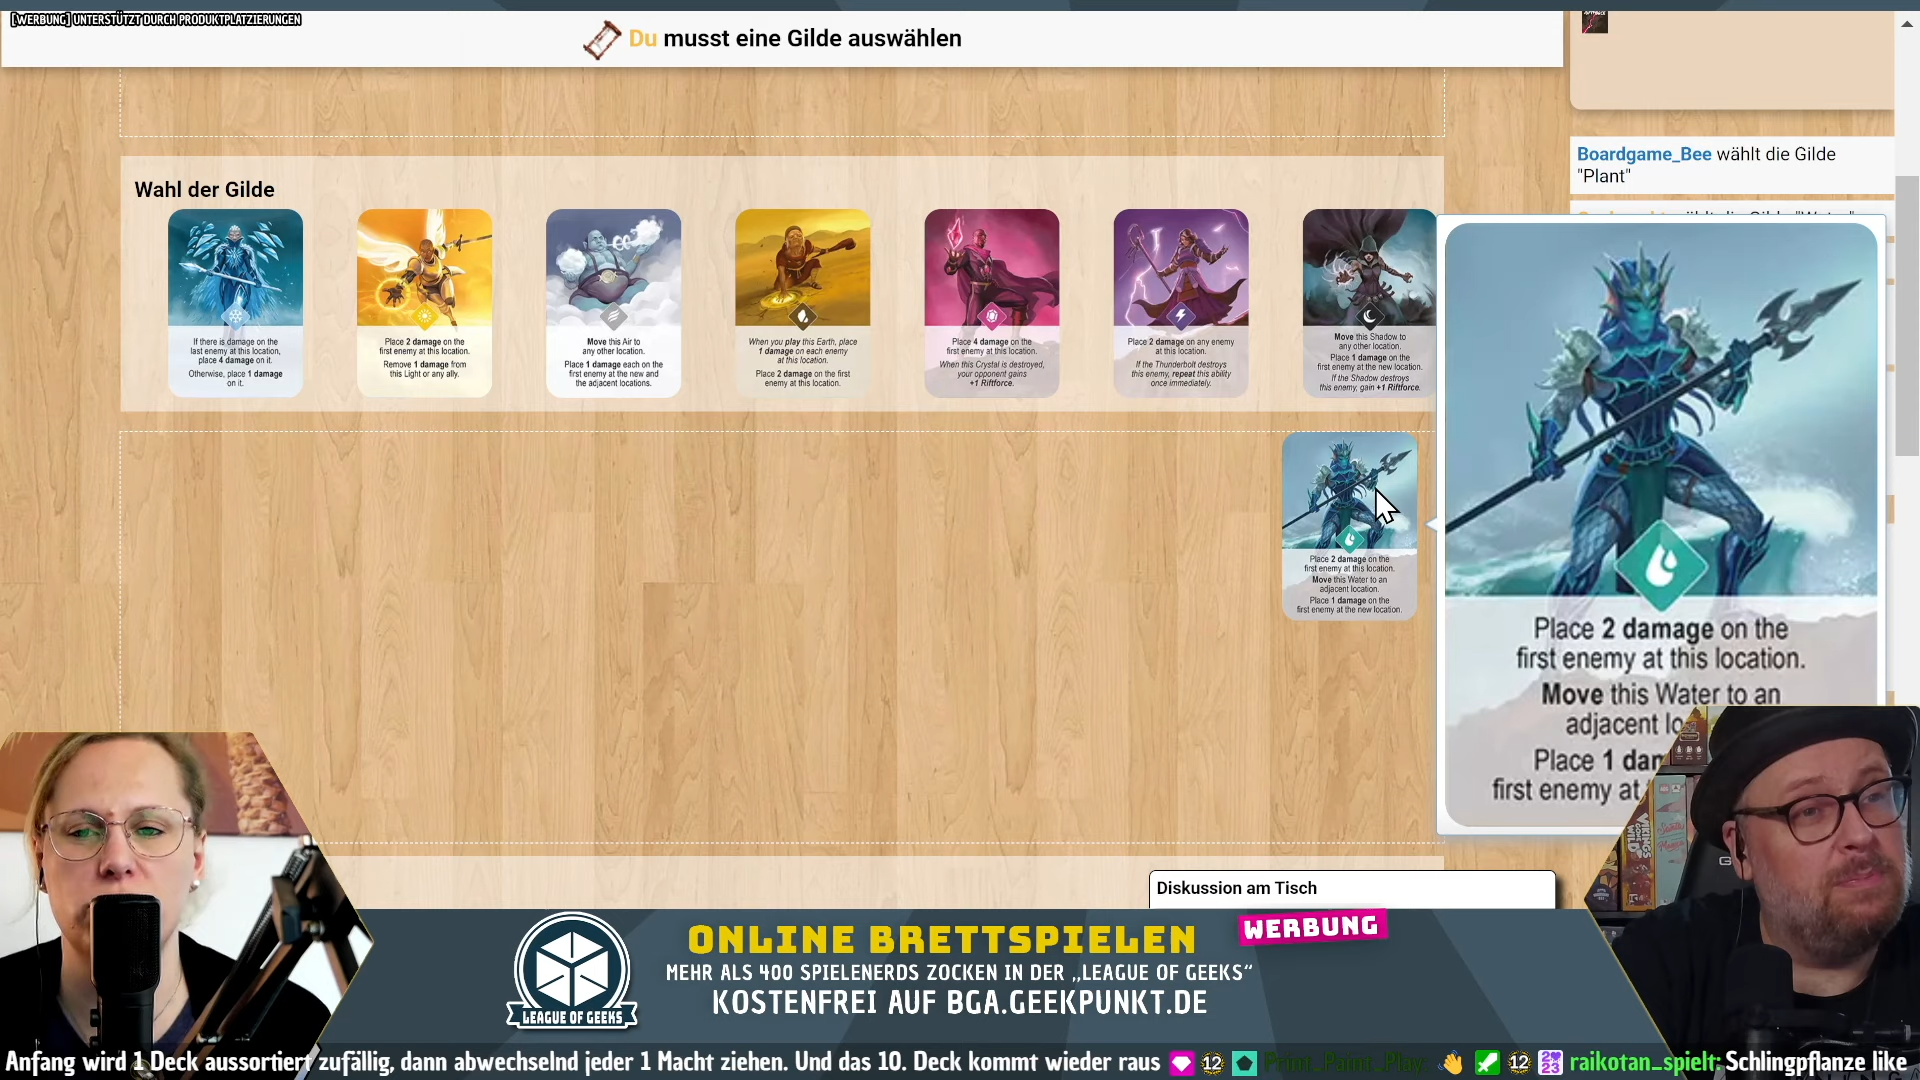 [WERBUNG] UNTERSTÜTZT DURCH PRODUKTPLATZIERUNGEN
Du musst eine Gilde auswählen
Boardgame_Bee wählt die Gilde
"Plant"
Wahl der Gilde
If there is damage on the
last enemy at this location,
place 4 damage on it.
Otherwise, place 1 damage
on it.
Place 2 damage on the
first enemy at this location.
Remove 1 damage from
this Light or any ally.
Move this Air to
any other location.
Place 1 damage each on the
first enemy at the new and
the adjacent locations.
When you play this Earth, place
1 damage on each enemy
at this location.
Place 2 damage on the first
enemy at this location.
Place 4 damage on the
first enemy at this location.
When this Crystal is destroyed,
your opponent gains
+1 Riftforce.
Place 2 damage on any enemy
at this location.
If the Thunderbolt destroys
this enemy, repeat this ability
once immediately.
Move this Shadow to
any other location.
Place 1 damage on the
first enemy at the new location.
If the Shadow destroys
this enemy, gain +1 Riftforce.
Place 2 damage on the
first enemy at this location.
Move this Water to an
adjacent location.
Place 1 damage on the
first enemy at the new location.
Place 2 damage on the
first enemy at this location.
Move this Water to an
adjacent lo
Place 1 dam
first enemy at
Diskussion am Tisch
ONLINE BRETTSPIELEN
WERBUNG
MEHR ALS 400 SPIELENERDS ZOCKEN IN DER „LEAGUE OF GEEKS“
KOSTENFREI AUF BGA.GEEKPUNKT.DE
LEAGUE OF GEEKS
Anfang wird 1 Deck aussortiert zufällig, dann abwechselnd jeder 1 Macht ziehen. Und das 10. Deck kommt wieder raus 12 Print_Paint_Play: 12 2023 raikotan_spielt: Schlingpflanze like